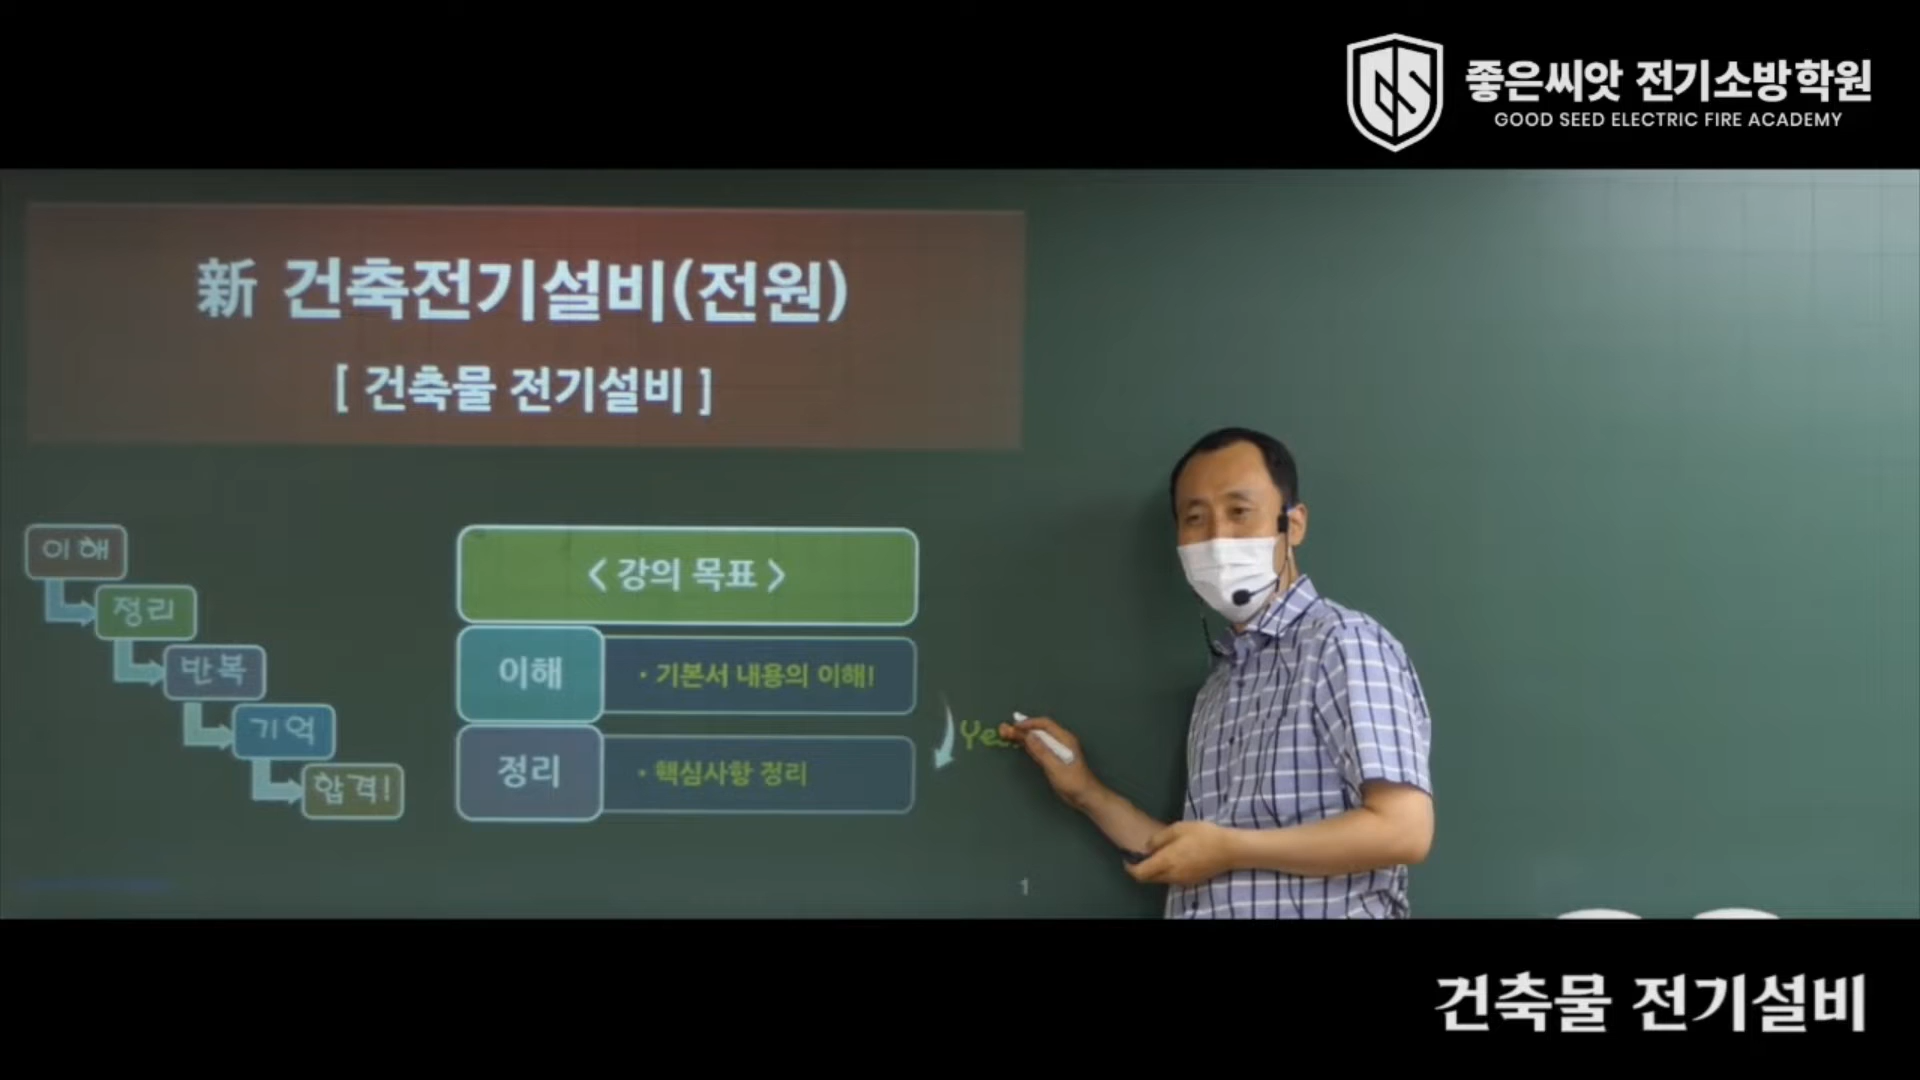 좋은씨앗 전기소방학원
GOOD SEED ELECTRIC FIRE ACADEMY
新 건축전기설비(전원)
[ 건축물 전기설비 ]
이해
정리
반복
기억
합격!
< 강의 목표 >
이해
• 기본서 내용의 이해!
정리
• 핵심사항 정리
1
건축물 전기설비